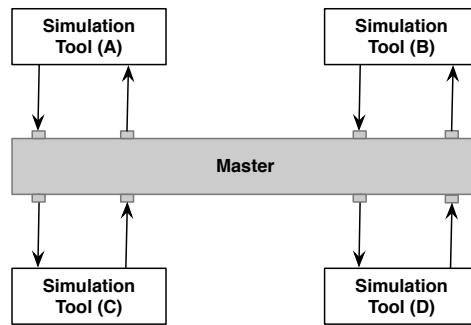 Simulation
Tool (A)
Simulation
Tool (B)
Master
Simulation
Tool (C)
Simulation
Tool (D)